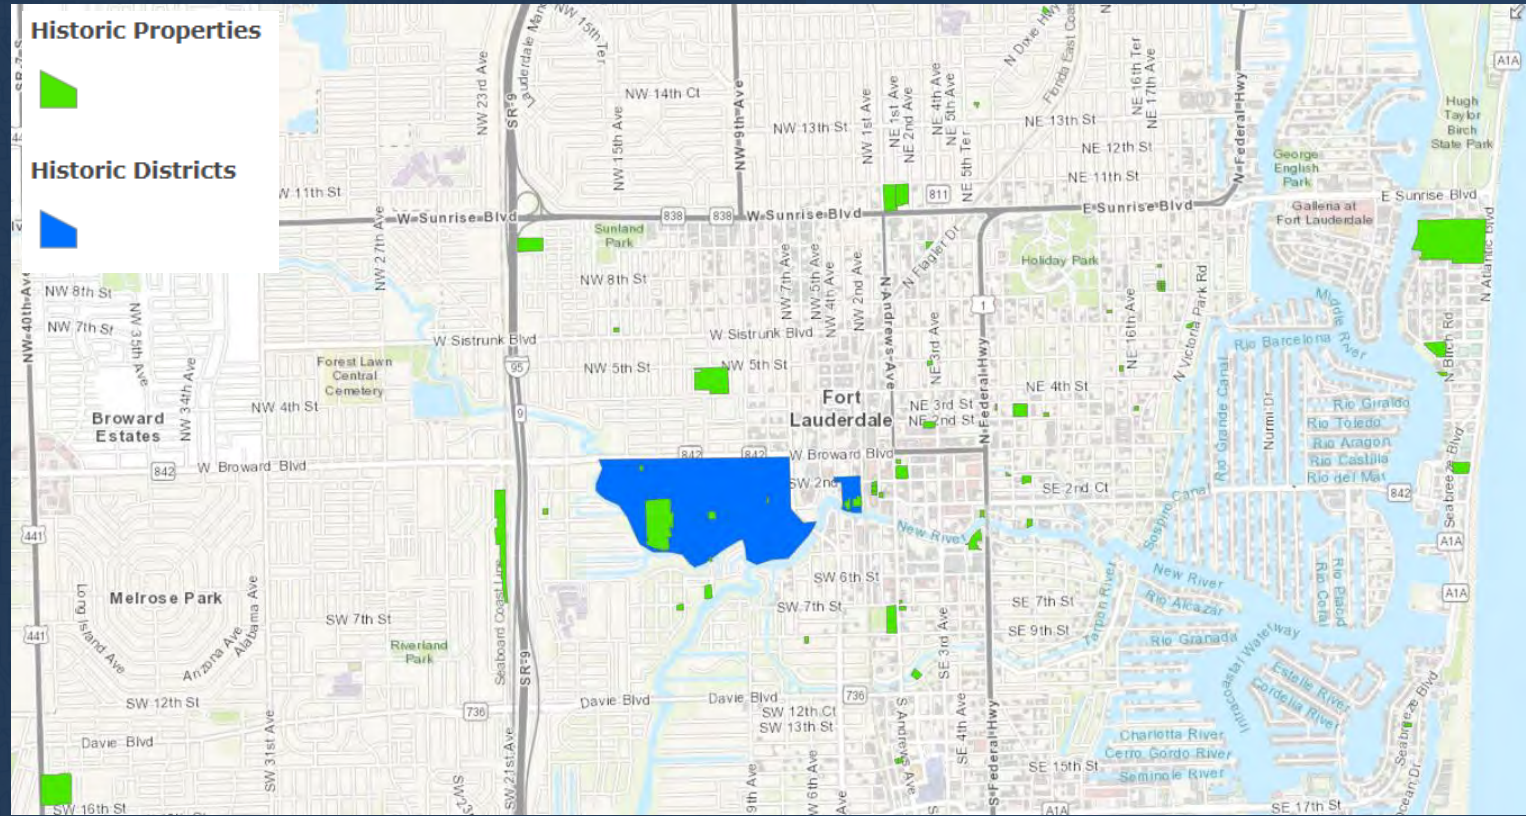 Historic Properties
Historic Districts
NW 15th Ter
Lauderdale Mano
NW 23rd Ave
SR-9
NW 14th Ct
NW 15th Ave
NW=9th=Ave
NW 13th St
NW 1st Ave
NE 1st Ave
NE 2nd Ave
NE 4th Ave
NE 5th Ave
NE 5th Ter
N Dixie Hwy
Florida East Coas
NE 13th St
NE 12th St
NE 11th St
NE 16th Ter
NE 17th Ave
N=Federal=Hwy
George
English
Park
Hugh
Taylor
Birch
State Park
A1A
W 11th St
NW 27th Ave
W Sunrise Blvd
838
838
W Sunrise Blvd
811
E Sunrise Blvd
E Sunrise Blvd
Galleria at
Fort Lauderdale
N Atlantic Blvd
Sunland
Park
NW 8th St
NW 7th Ave
NW 5th Ave
NW 4th Ave
NW 2nd Ave
N Andrews Ave
N Flagler Dr
Holiday Park
1
NW=40th=Ave
NW 8th St
NW 7th St
NW 35th Ave
NW 34th Ave
W Sistrunk Blvd
W Sistrunk Blvd
NE 3rd Ave
NE 16th Ave
N Victoria Park Rd
Middle River
Rio Barcelona
N Birch Rd
Forest Lawn
Central
Cemetery
95
NW 5th St
NW 5th St
NW 4th St
9
Fort
Lauderdale
NE 4th St
NE 3rd St
NE 2nd St
N Federal Hwy
Rio Grande Canal
Nurmi Dr
Rio Giraldo
Rio Toledo
Rio Aragon
Rio Castilla
Rio del Mar
Broward
Estates
842
W Broward Blvd
842
842
W Broward Blvd
SW 2nd
SE 2nd Ct
Sospiro Canal
842
Seabreeze Blvd
441
New River
A1A
Melrose Park
Long Island Ave
Arizona Ave
Alabama Ave
441
SW 7th St
Riverland
Park
Seaboard Coast Line
SW 6th St
SW 7th St
SE 7th St
SE 9th St
SE 3rd Ave
Tarpon River
New River
Rio Alcazar
Rio Granada
Rio Coral
Rio Placid
A1A
Intracoastal Waterway
Estelle River
Cordelia River
SR-9
SW 12th St
Davie Blvd
SW 31st Ave
736
Davie Blvd
Davie Blvd
736
SW 12th Ct
SW 13th St
S Andrews Ave
SE 4th Ave
S=Federal=Hwy
Charlotta River
Cerro Gordo River
Seminole River
Seabreeze Blvd
SW 16th St
SW 21st Ave
9th Ave
W 6th Ave
Ave
SE 15th St
A1A
SE 17th St
Ocean Dr